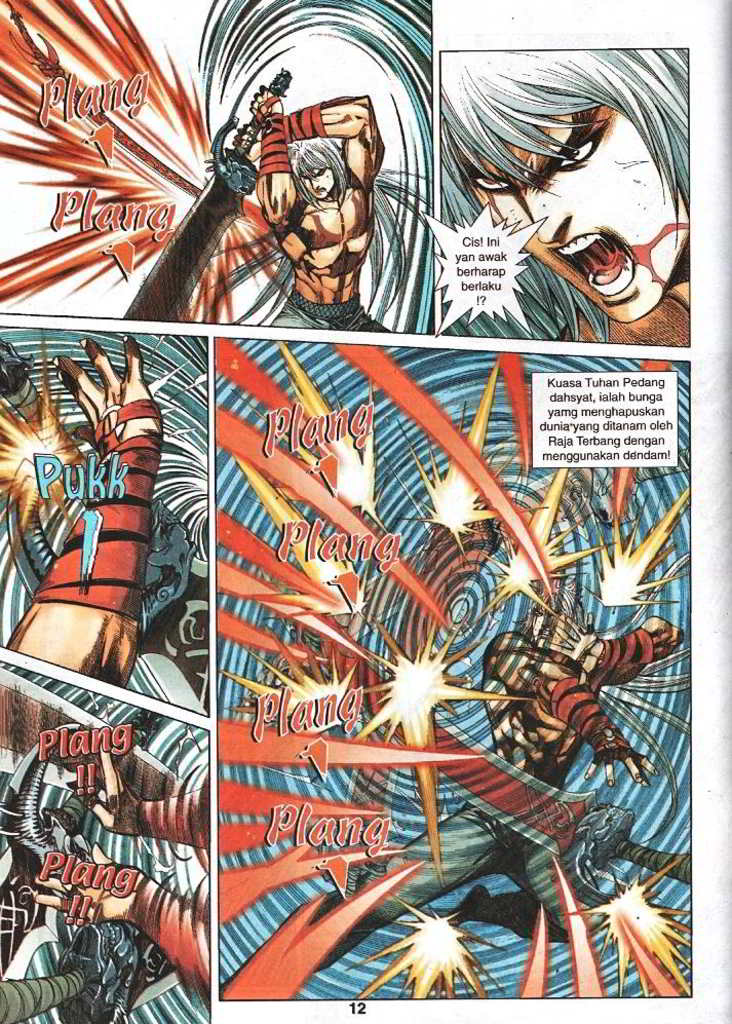 Plang
!
Plang
!
Cis! Ini
yan awak
berharap
berlaku
!?
Pukk
!
Plang
!!
Plang
!!
Kuasa Tuhan Pedang
dahsyat, ialah bunga
yamg menghapuskan
dunia yang ditanam oleh
Raja Terbang dengan
menggunakan dendam!
Plang
!
Plang
!
Plang
!
Plang
!
12